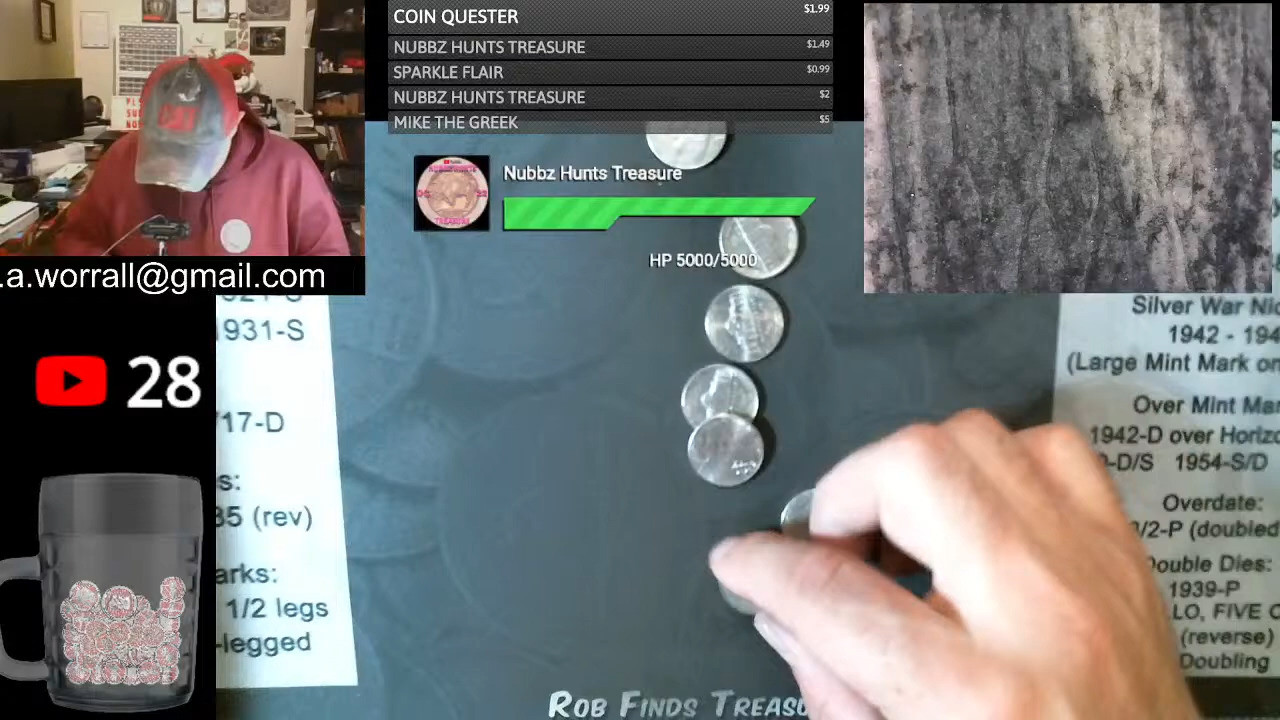 COIN QUESTER $1.99
NUBBZ HUNTS TREASURE $1.49
SPARKLE FLAIR $0.99
NUBBZ HUNTS TREASURE $2
MIKE THE GREEK $5
Nubbz Hunts Treasure
HP 5000/5000
.a.worrall@gmail.com
28
1931-S
17-D
s:
35 (rev)
arks:
1/2 legs
-legged
Silver War Nic
1942 - 194
(Large Mint Mark on
Over Mint Mar
1942-D over Horizo
-D/S 1954-S/D
Overdate:
/2-P (doubled
Double Dies:
1939-P
LO, FIVE C
(reverse)
Doubling
ROB FINDS TREASU